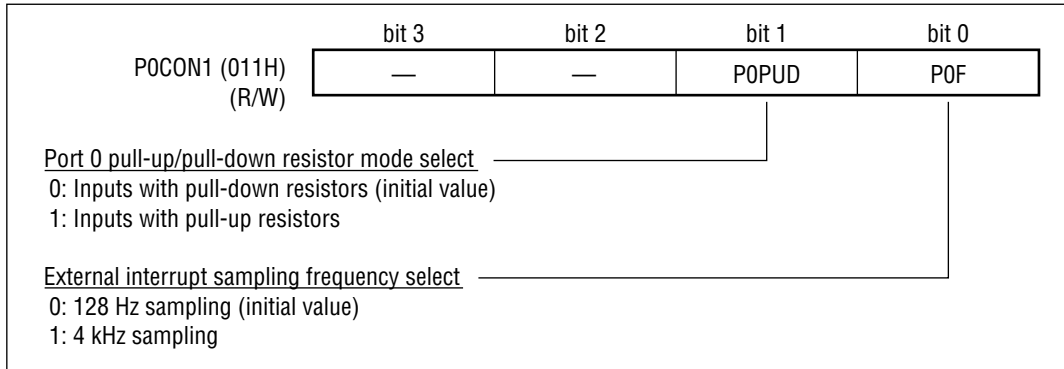 bit 3 bit 2 bit 1 bit 0
P0CON1 (011H) — — P0PUD P0F
(R/W)
Port 0 pull-up/pull-down resistor mode select
0: Inputs with pull-down resistors (initial value)
1: Inputs with pull-up resistors
External interrupt sampling frequency select
0: 128 Hz sampling (initial value)
1: 4 kHz sampling